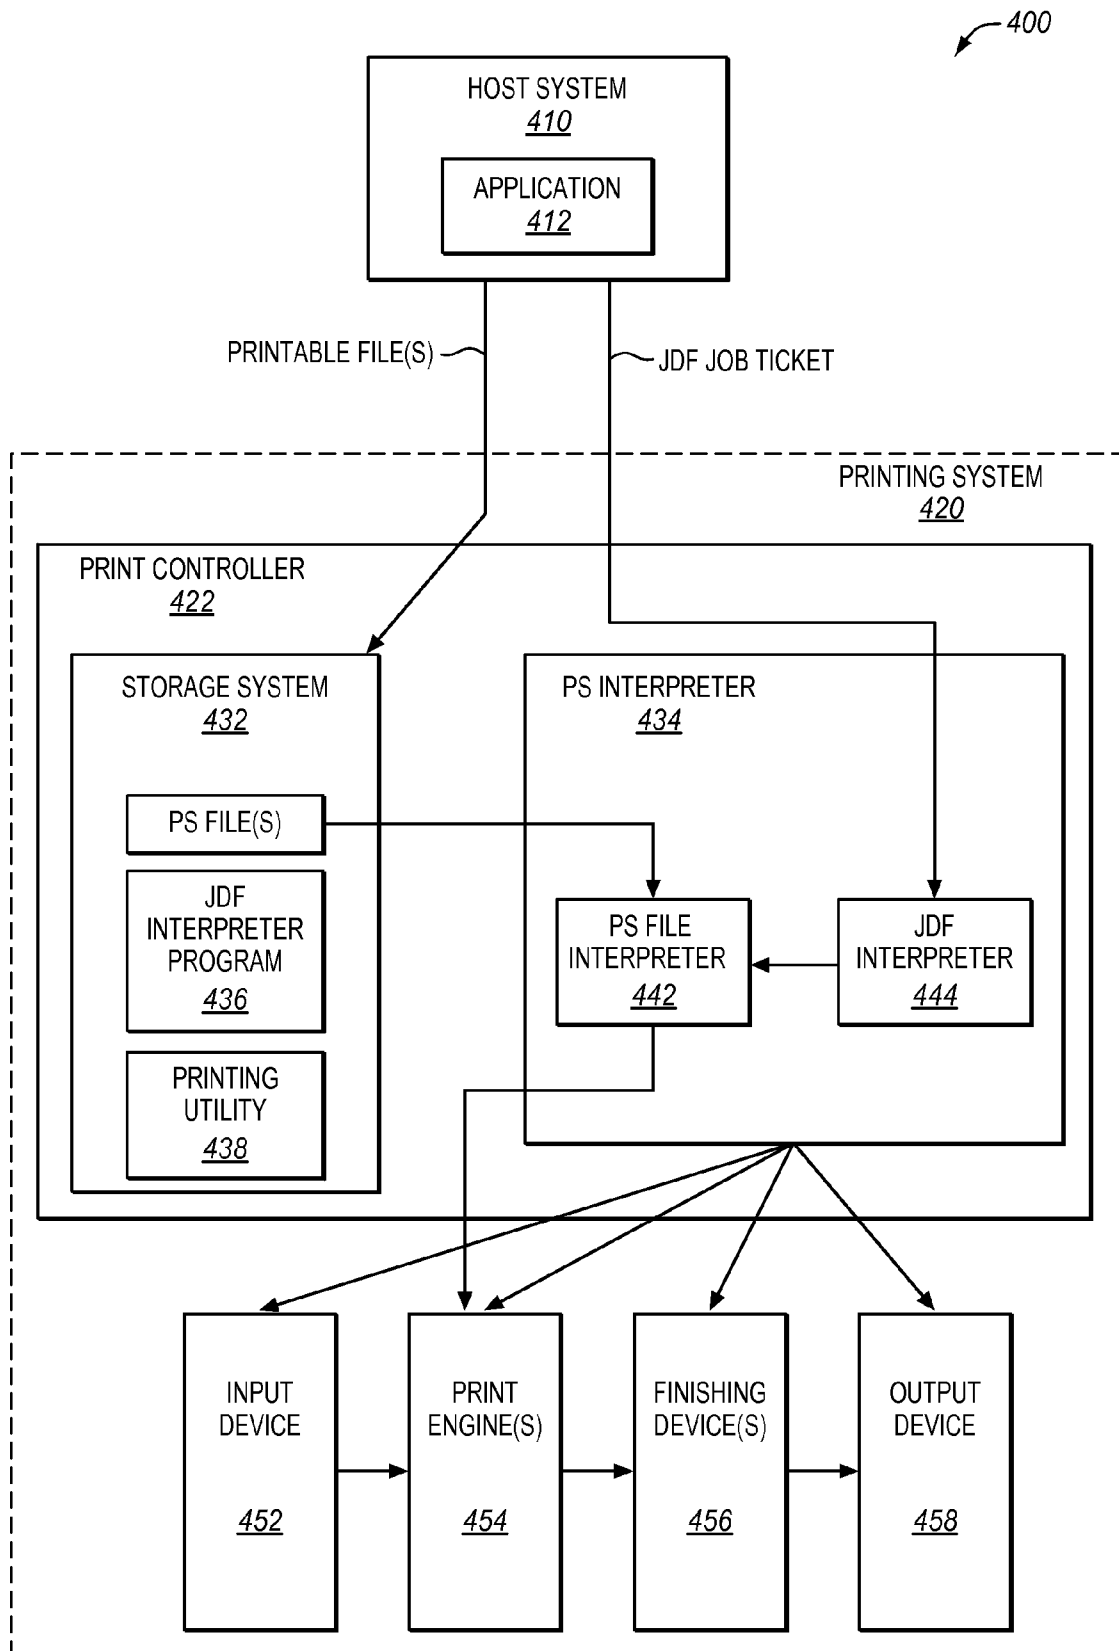 400
HOST SYSTEM
410
APPLICATION
412
PRINTABLE FILE(S)
JDF JOB TICKET
PRINTING SYSTEM
420
PRINT CONTROLLER
422
STORAGE SYSTEM
432
PS FILE(S)
JDF
INTERPRETER
PROGRAM
436
PRINTING
UTILITY
438
PS INTERPRETER
434
PS FILE
INTERPRETER
442
JDF
INTERPRETER
444
INPUT
DEVICE
452
PRINT
ENGINE(S)
454
FINISHING
DEVICE(S)
456
OUTPUT
DEVICE
458